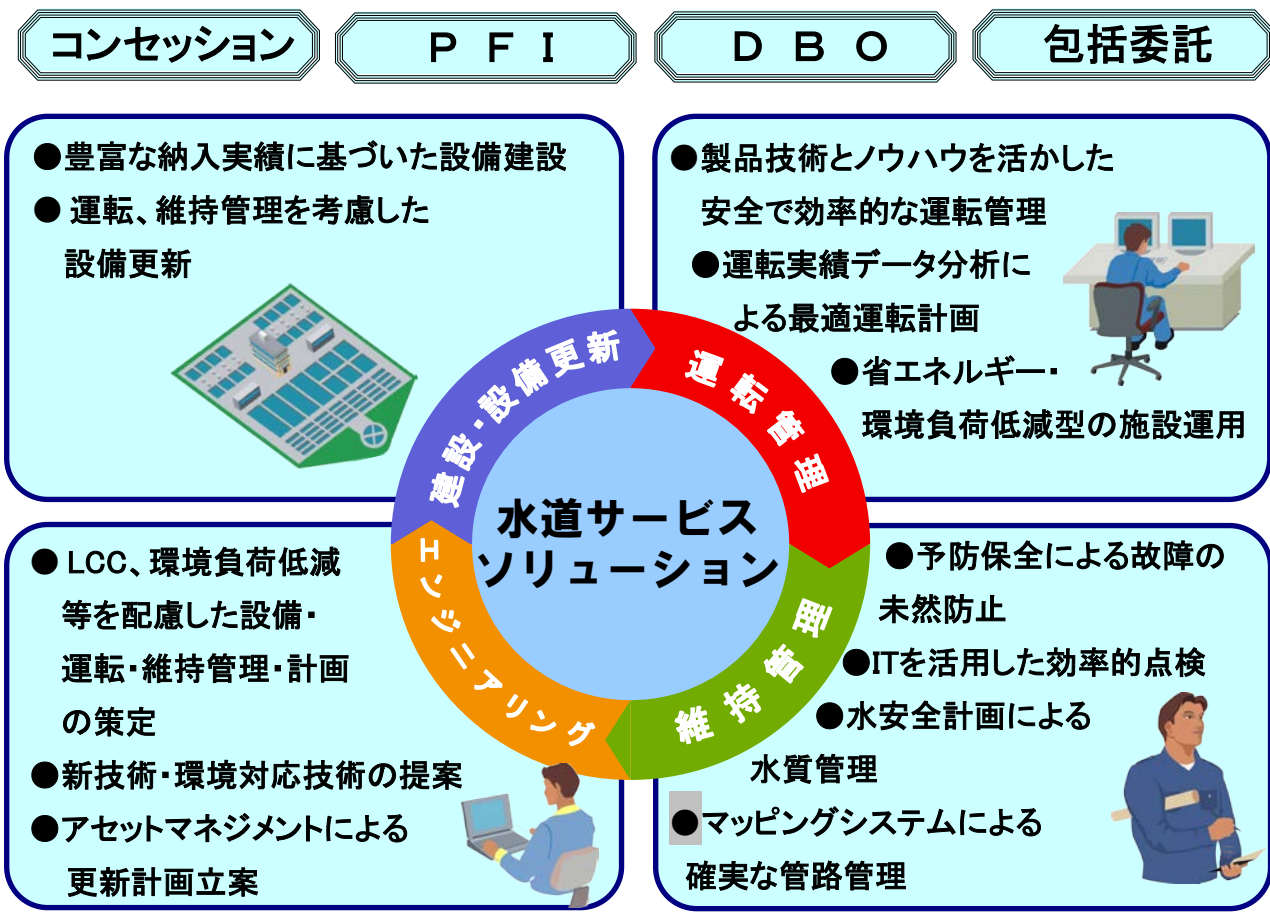 コンセッション
ＰＦＩ
ＤＢＯ
包括委託
●豊富な納入実績に基づいた設備建設
● 運転、維持管理を考慮した
設備更新
●製品技術とノウハウを活かした
安全で効率的な運転管理
●運転実績データ分析に
よる最適運転計画
●省エネルギー・
環境負荷低減型の施設運用
建設・設備更新
運転管理
維持管理
エンジニアリング
水道サービス
ソリューション
● LCC、環境負荷低減
等を配慮した設備・
運転・維持管理・計画
の策定
●新技術・環境対応技術の提案
●アセットマネジメントによる
更新計画立案
●予防保全による故障の
未然防止
●ITを活用した効率的点検
●水安全計画による
水質管理
●マッピングシステムによる
確実な管路管理